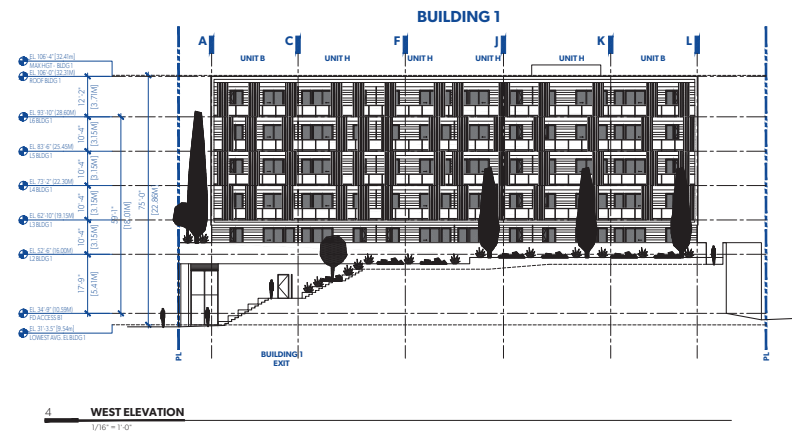 BUILDING 1
A C F J K L
UNIT B UNIT H UNIT H UNIT H UNIT H UNIT B
EL. 106'-4" [32.41m]
MAX HGT - BLDG 1
EL. 106'-0" [32.31M]
ROOF BLDG 1
12'-2"
[3.71M]
EL. 93'-10" [28.60M]
L6 BLDG 1
10'-4"
[3.15M]
EL. 83'-6" [25.45M]
L5 BLDG 1
10'-4"
[3.15M]
EL. 73'-2" [22.30M]
L4 BLDG 1
10'-4"
[3.15M]
EL. 62'-10" [19.15M]
L3 BLDG 1
10'-4"
[3.15M]
EL. 52'-6" [16.00M]
L2 BLDG 1
17'-9"
[5.41M]
EL. 34'-9" [10.59M]
FD ACCESS B1
EL. 31'-3.5" [9.54m]
LOWEST AVG. EL.BLDG 1
59'-1"
[18.01M]
75'-0"
[22.86M]
PL
PL
BUILDING 1
EXIT
4 WEST ELEVATION
1/16" = 1'-0"